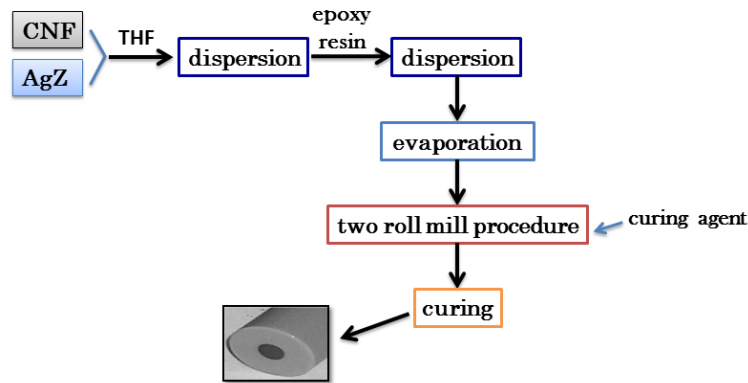 CNF
AgZ
THF
dispersion
epoxy
resin
dispersion
evaporation
two roll mill procedure
curing agent
curing